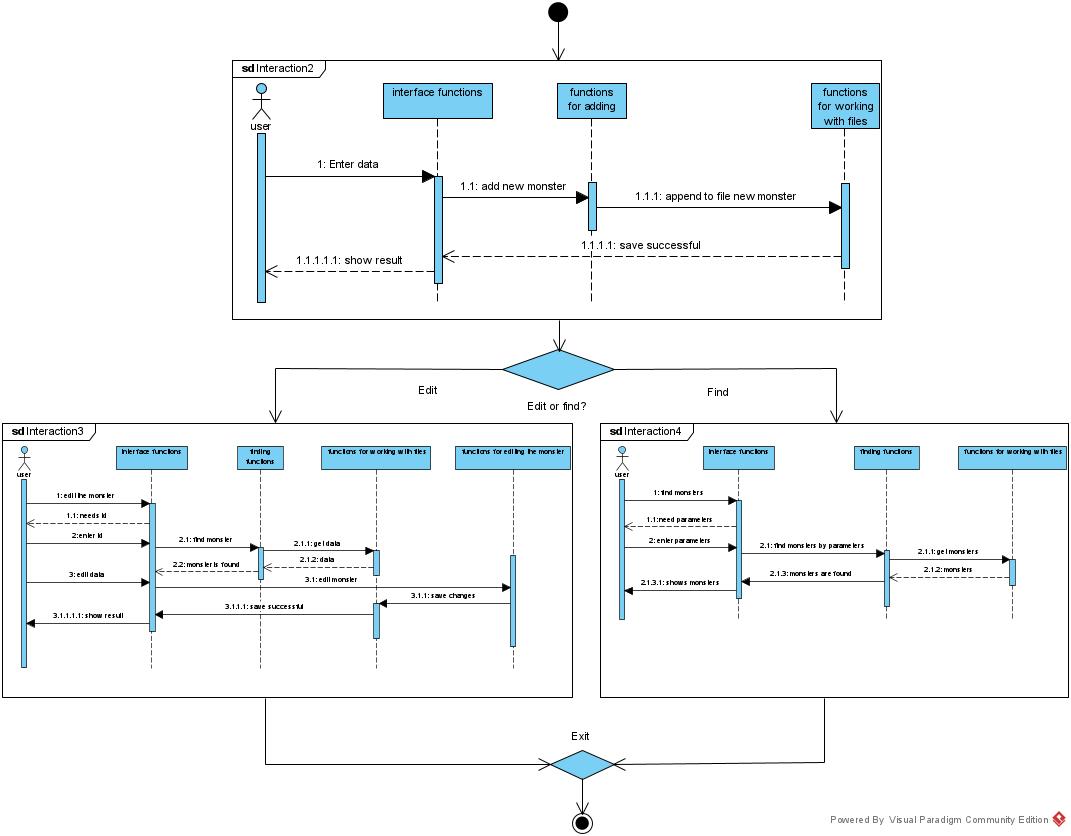 sd Interaction2
interface functions
functions
for adding
functions
for working
with files
user
1: Enter data
1.1: add new monster
1.1.1: append to file new monster
1.1.1.1: save successful
1.1.1.1.1: show result
Edit
Find
Edit or find?
sd Interaction3
interface functions
finding
functions
functions for working with files
functions for editing the monster
user
1: edit the monster
1.1: needs id
2: enter id
2.1: find monster
2.1.1: get data
2.1.2: data
2.2: monster is found
3: edit data
3.1: edit monster
3.1.1: save changes
3.1.1.1: save successful
3.1.1.1.1: show result
sd Interaction4
interface functions
finding functions
functions for working with files
user
1: find monsters
1.1: need parameters
2: enter parameters
2.1: find monsters by parameters
2.1.1: get monsters
2.1.2: monsters
2.1.3: monsters are found
2.1.3.1: shows monsters
Exit
Powered By Visual Paradigm Community Edition